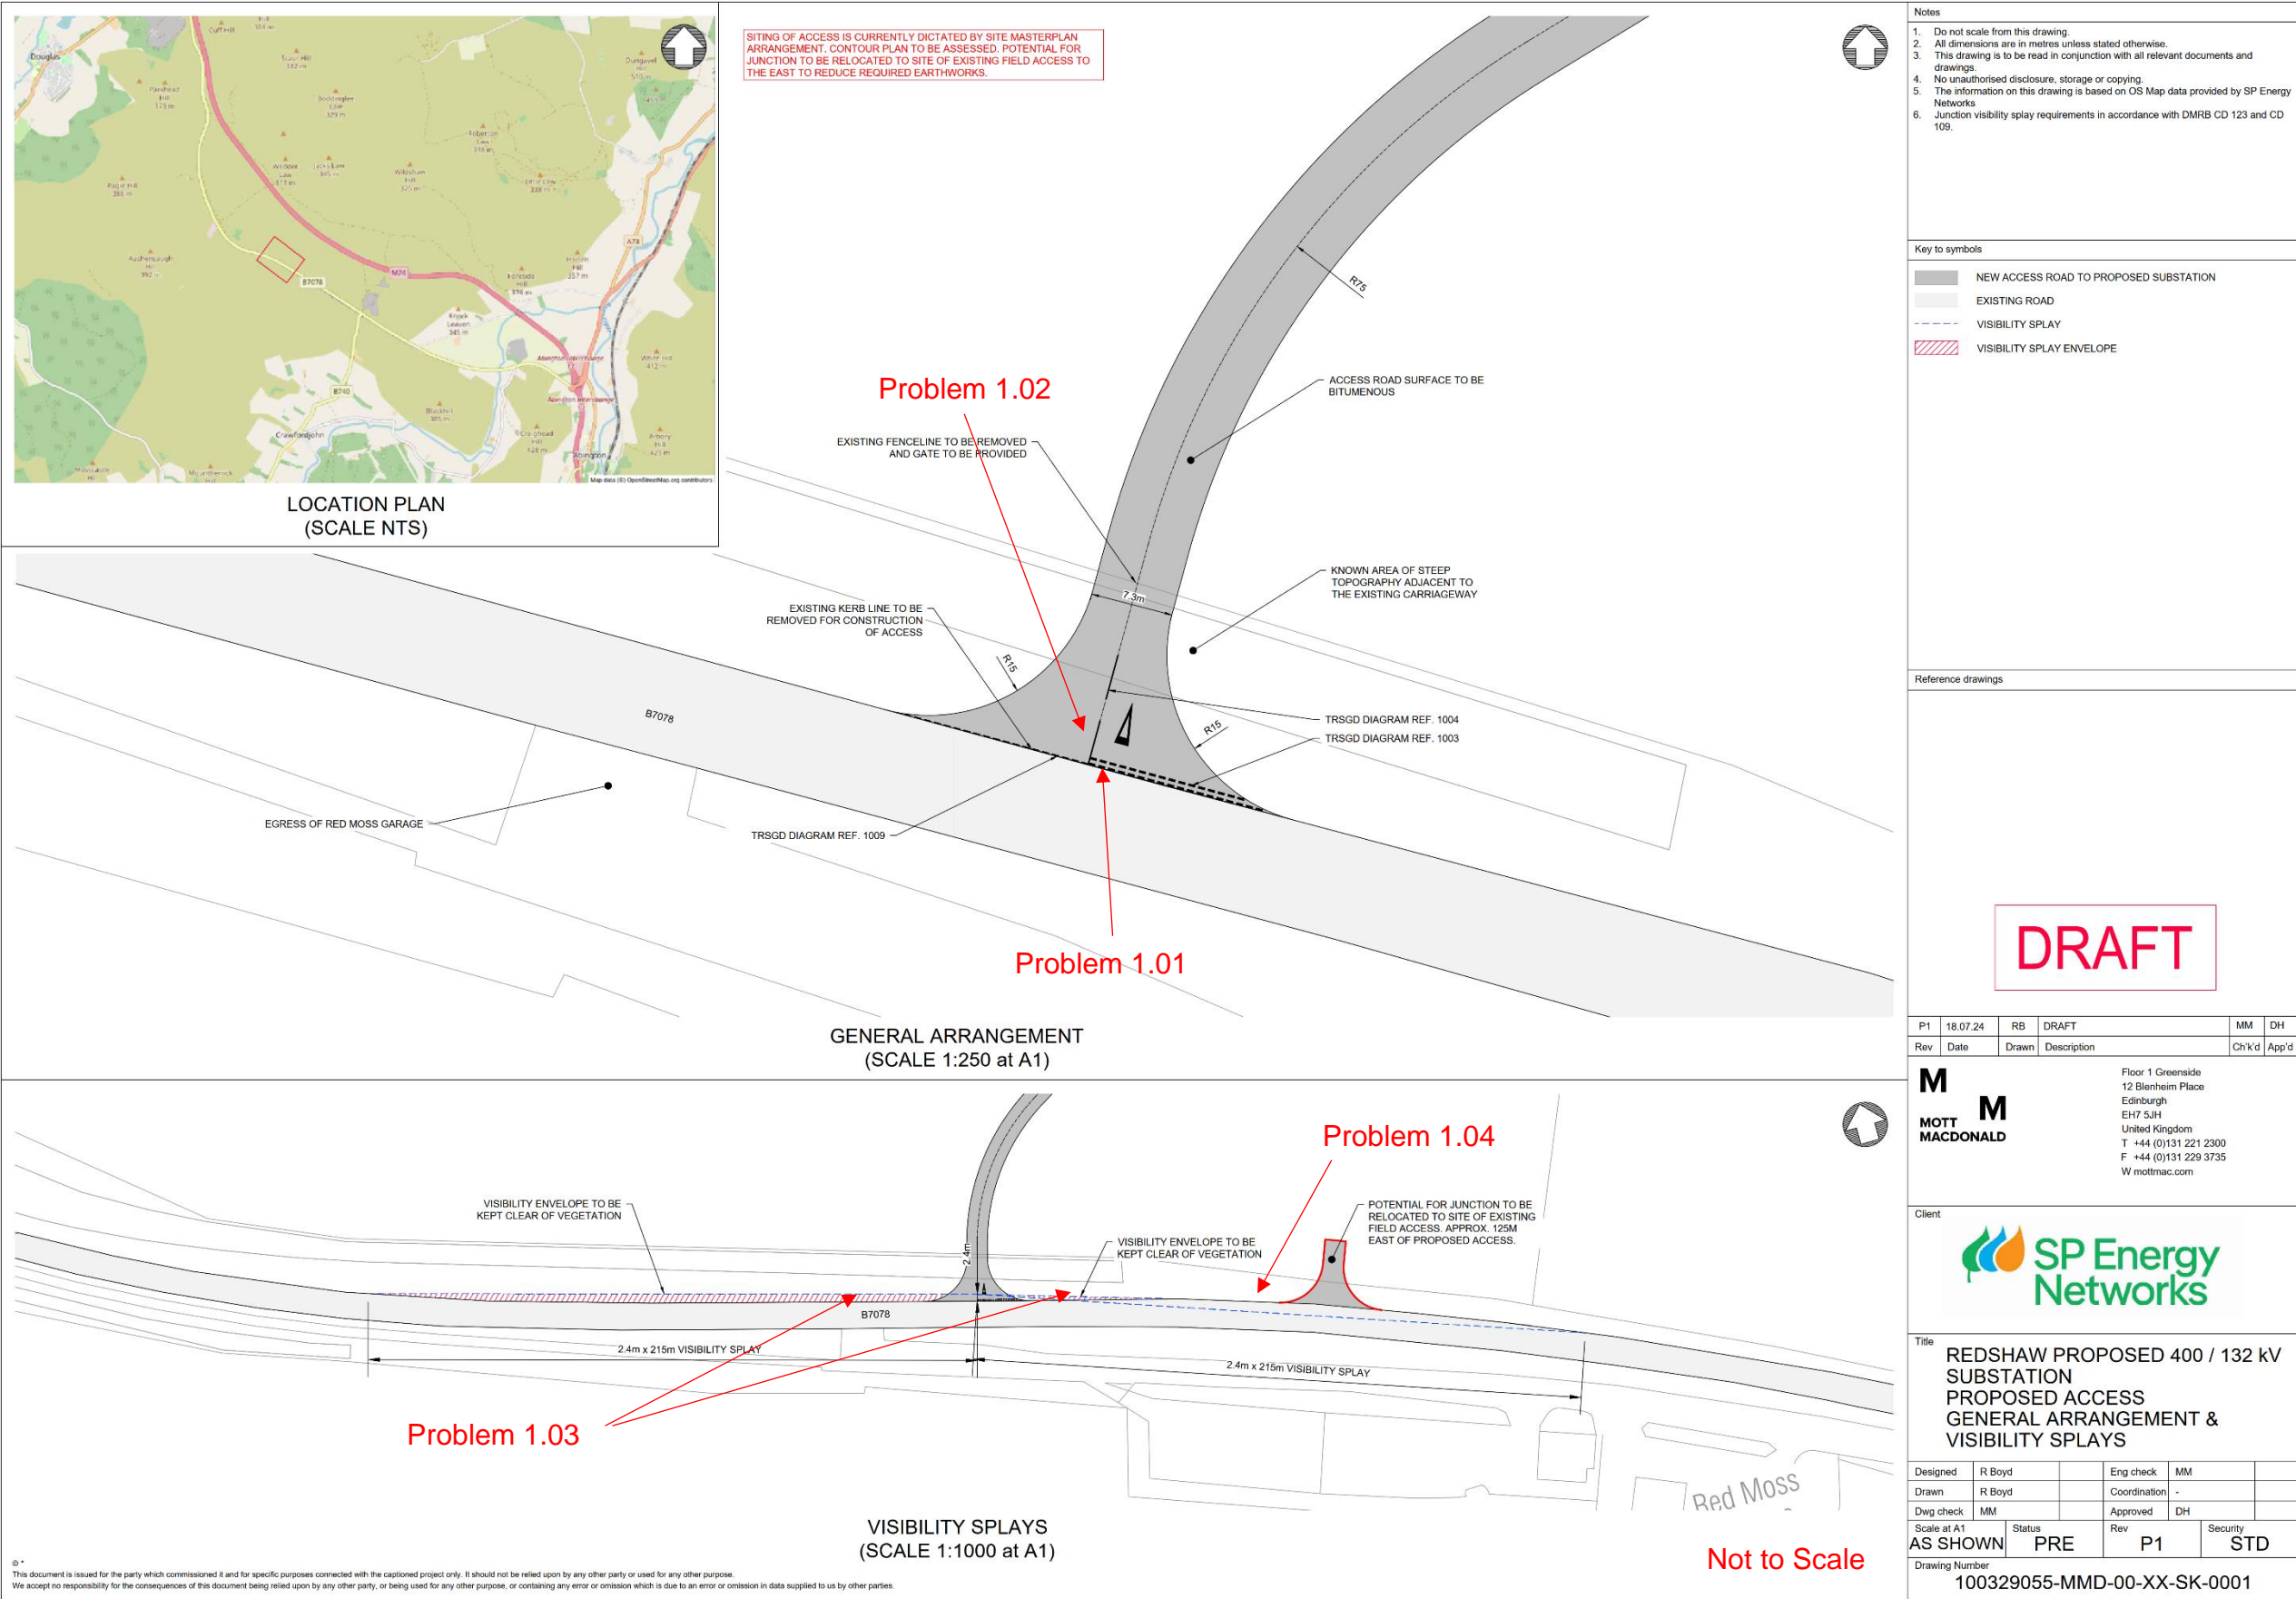 Douglas
M74
B7078
A73
B740
Crawfordjohn
Abington
Map data (©) OpenStreetMap.org contributors
LOCATION PLAN
(SCALE NTS)
SITING OF ACCESS IS CURRENTLY DICTATED BY SITE MASTERPLAN
ARRANGEMENT. CONTOUR PLAN TO BE ASSESSED. POTENTIAL FOR
JUNCTION TO BE RELOCATED TO SITE OF EXISTING FIELD ACCESS TO
THE EAST TO REDUCE REQUIRED EARTHWORKS.
R75
ACCESS ROAD SURFACE TO BE
BITUMENOUS
Problem 1.02
EXISTING FENCELINE TO BE REMOVED
AND GATE TO BE PROVIDED
KNOWN AREA OF STEEP
TOPOGRAPHY ADJACENT TO
THE EXISTING CARRIAGEWAY
7.3m
EXISTING KERB LINE TO BE
REMOVED FOR CONSTRUCTION
OF ACCESS
R15
R15
B7078
TRSGD DIAGRAM REF. 1004
TRSGD DIAGRAM REF. 1003
EGRESS OF RED MOSS GARAGE
TRSGD DIAGRAM REF. 1009
Problem 1.01
GENERAL ARRANGEMENT
(SCALE 1:250 at A1)
Problem 1.04
VISIBILITY ENVELOPE TO BE
KEPT CLEAR OF VEGETATION
2.4m
VISIBILITY ENVELOPE TO BE
KEPT CLEAR OF VEGETATION
POTENTIAL FOR JUNCTION TO BE
RELOCATED TO SITE OF EXISTING
FIELD ACCESS. APPROX. 125M
EAST OF PROPOSED ACCESS.
B7078
2.4m x 215m VISIBILITY SPLAY
2.4m x 215m VISIBILITY SPLAY
Problem 1.03
Red Moss
VISIBILITY SPLAYS
(SCALE 1:1000 at A1)
Not to Scale
This document is issued for the party which commissioned it and for specific purposes connected with the captioned project only. It should not be relied upon by any other party or used for any other purpose.
We accept no responsibility for the consequences of this document being relied upon by any other party, or being used for any other purpose, or containing any error or omission which is due to an error or omission in data supplied to us by other parties.
Notes
1. Do not scale from this drawing.
2. All dimensions are in metres unless stated otherwise.
3. This drawing is to be read in conjunction with all relevant documents and
drawings.
4. No unauthorised disclosure, storage or copying.
5. The information on this drawing is based on OS Map data provided by SP Energy
Networks
6. Junction visibility splay requirements in accordance with DMRB CD 123 and CD
109.
Key to symbols
NEW ACCESS ROAD TO PROPOSED SUBSTATION
EXISTING ROAD
VISIBILITY SPLAY
VISIBILITY SPLAY ENVELOPE
Reference drawings
DRAFT
P1 18.07.24 RB DRAFT MM DH
Rev Date Drawn Description Ch'k'd App'd
M
M
MOTT
MACDONALD
Floor 1 Greenside
12 Blenheim Place
Edinburgh
EH7 5JH
United Kingdom
T +44 (0)131 221 2300
F +44 (0)131 229 3735
W mottmac.com
Client
SP Energy
Networks
Title
REDSHAW PROPOSED 400 / 132 kV
SUBSTATION
PROPOSED ACCESS
GENERAL ARRANGEMENT &
VISIBILITY SPLAYS
Designed R Boyd Eng check MM
Drawn R Boyd Coordination -
Dwg check MM Approved DH
Scale at A1 Status Rev Security
AS SHOWN PRE P1 STD
Drawing Number
100329055-MMD-00-XX-SK-0001